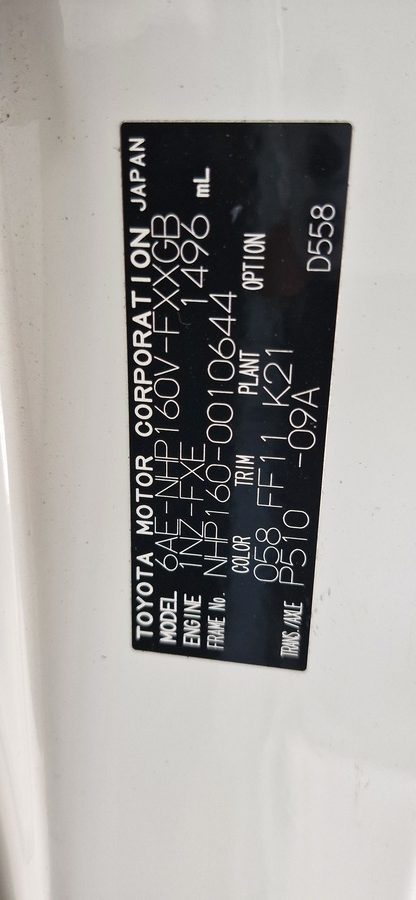 TOYOTA MOTOR CORPORATION JAPAN
MODEL 6AE-NHP160V-FXXGB
ENGINE 1NZ-FXE 1496 mL
FRAME No. NHP160-0010644
COLOR TRIM PLANT OPTION
058 FF11 K21
TRANS./AXLE P510 -09A D558